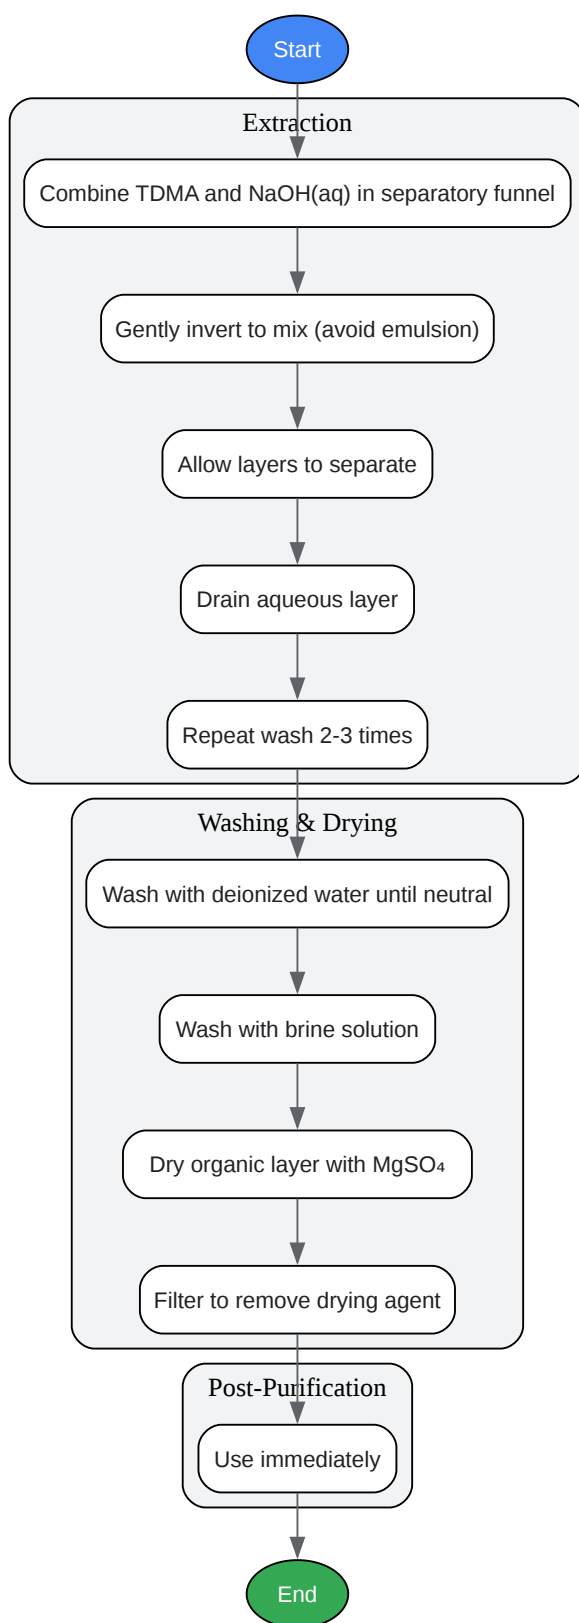 Start
Extraction
Combine TDMA and NaOH(aq) in separatory funnel
Gently invert to mix (avoid emulsion)
Allow layers to separate
Drain aqueous layer
Repeat wash 2-3 times
Washing & Drying
Wash with deionized water until neutral
Wash with brine solution
Dry organic layer with MgSO₄
Filter to remove drying agent
Post-Purification
Use immediately
End